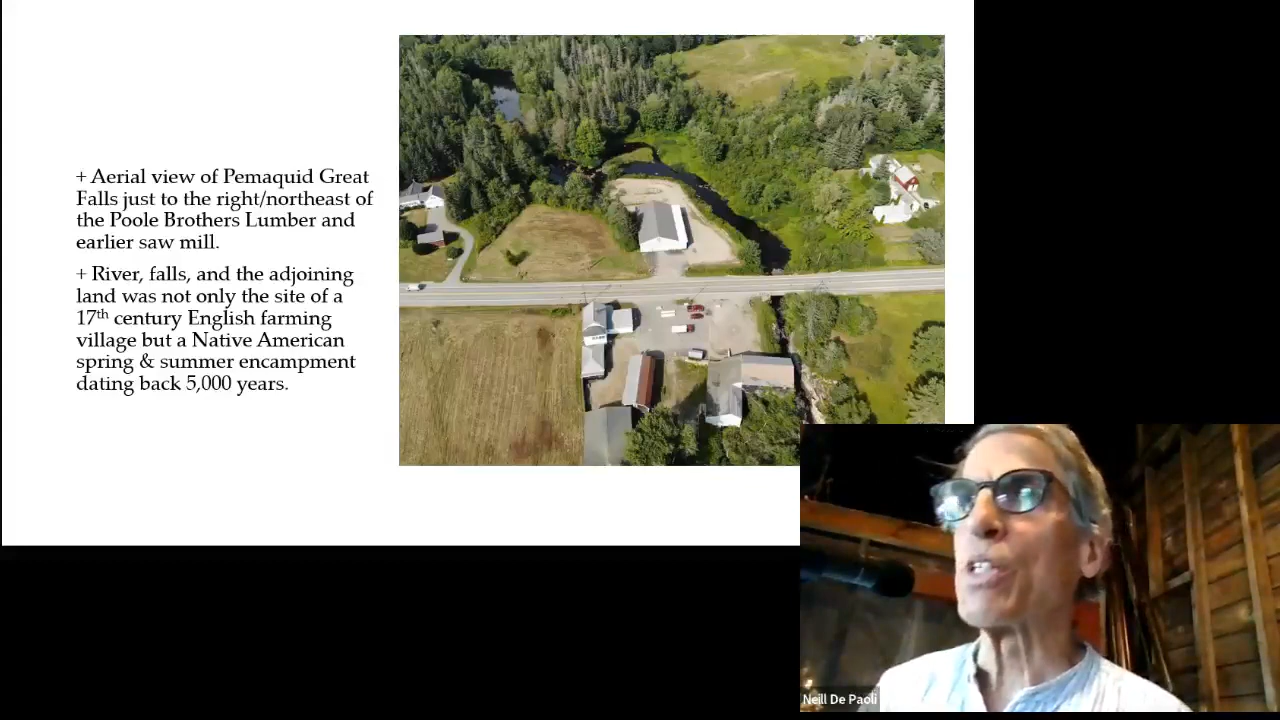 + Aerial view of Pemaquid Great
Falls just to the right/northeast of
the Poole Brothers Lumber and
earlier saw mill.
+ River, falls, and the adjoining
land was not only the site of a
17th century English farming
village but a Native American
spring & summer encampment
dating back 5,000 years.
Neill De Paoli